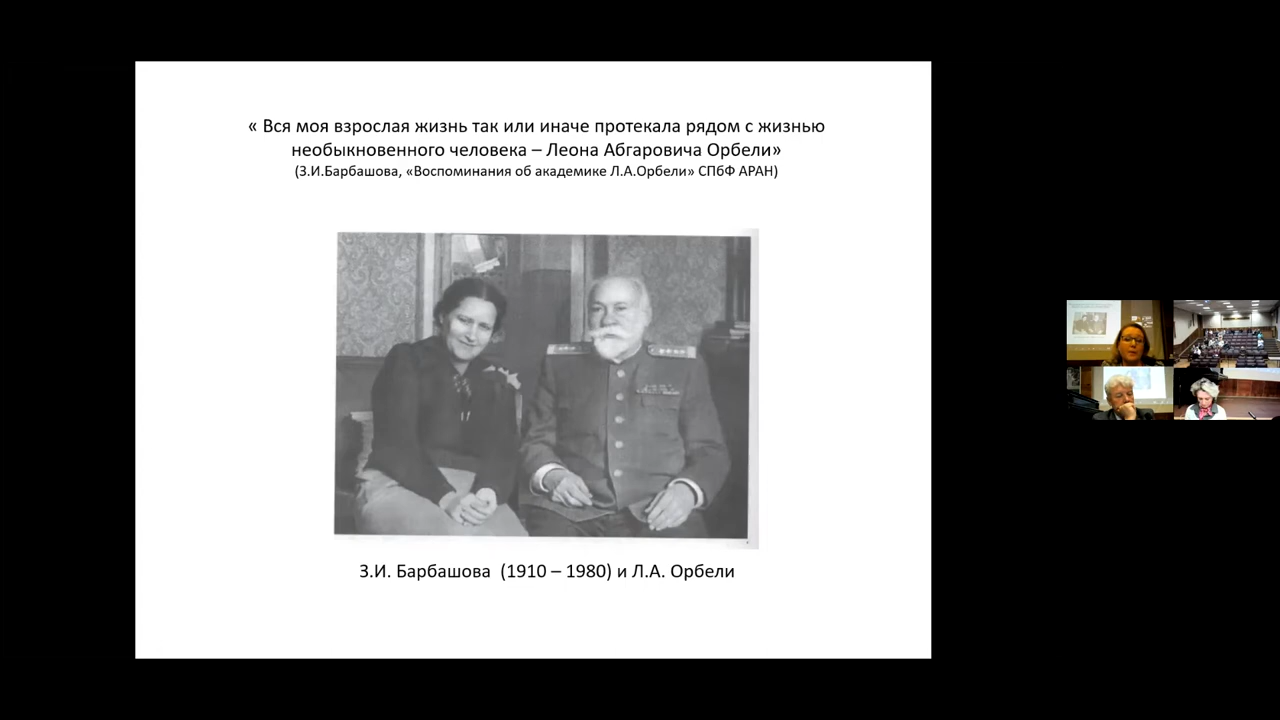 « Вся моя взрослая жизнь так или иначе протекала рядом с жизнью
необыкновенного человека – Леона Абгаровича Орбели»
(З.И.Барбашова, «Воспоминания об академике Л.А.Орбели» СПбФ АРАН)
З.И. Барбашова (1910 – 1980) и Л.А. Орбели